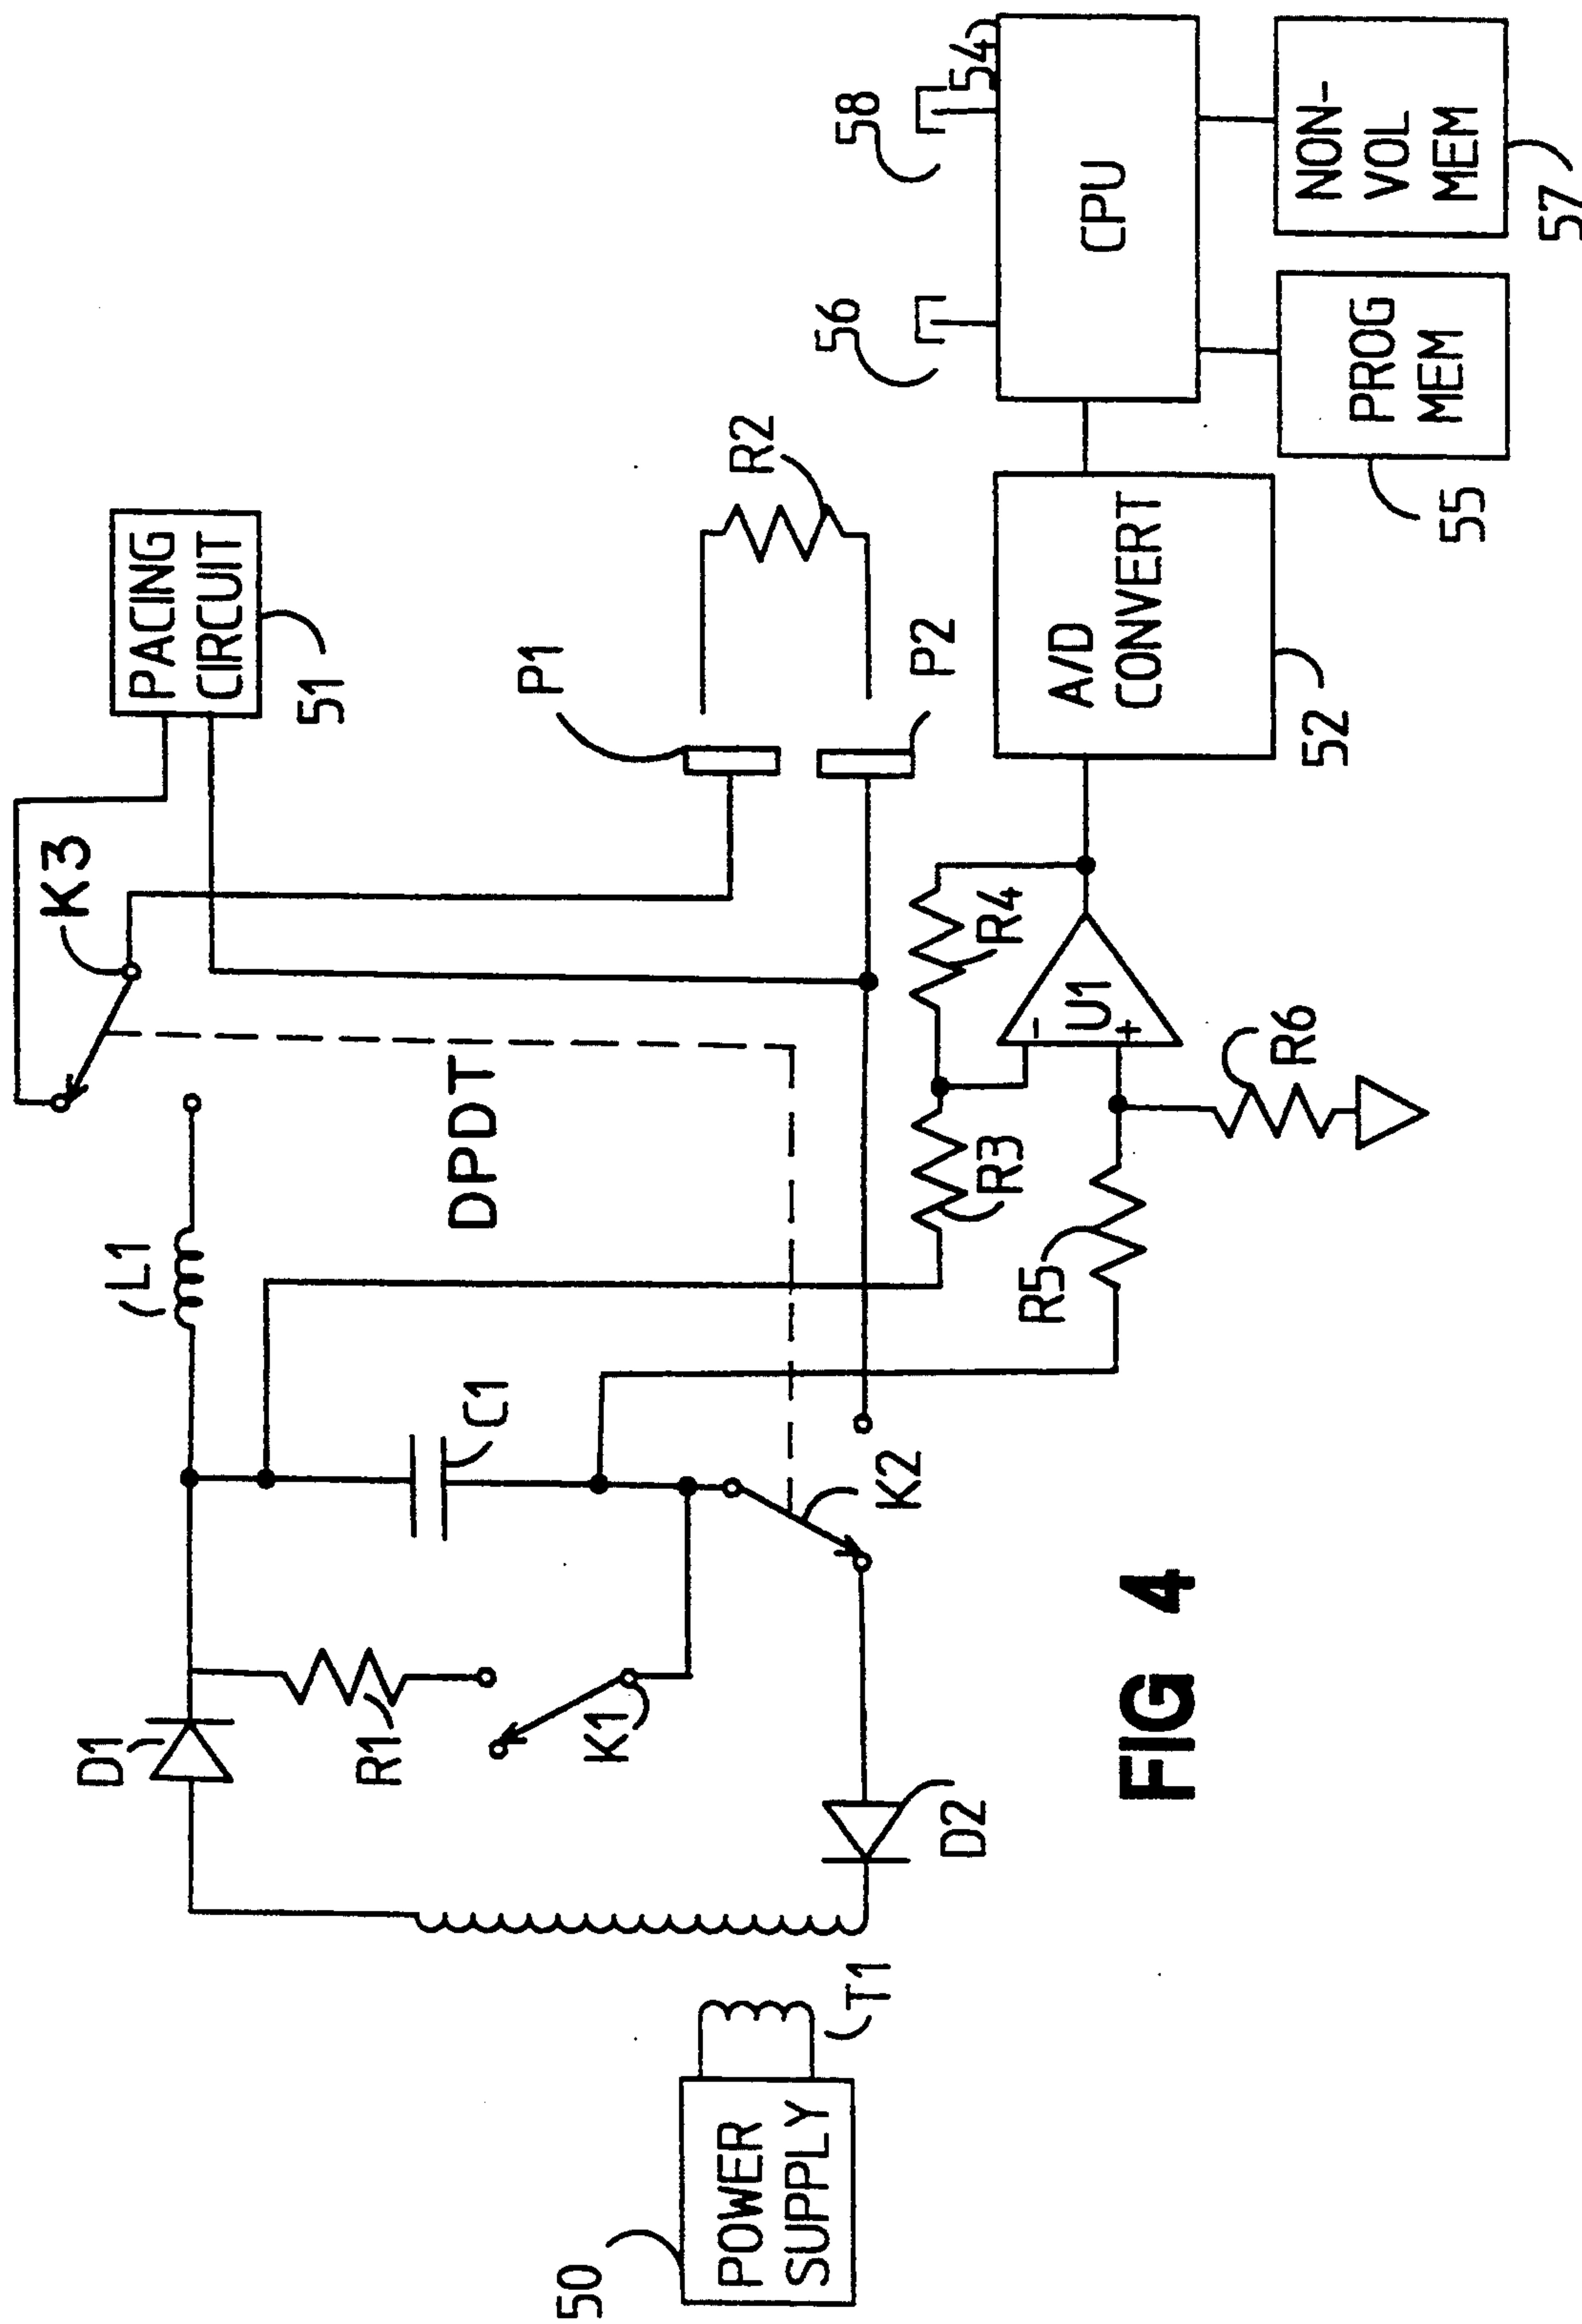 PACING
CIRCUIT
51
K3
L1
D1
DPDT
P1
R2
C1
R1
K1
K2
P2
D2
50
POWER
SUPPLY
T1
R3
R4
R5
U1
-
+
R6
A/D
CONVERT
52
56
58
54
CPU
PROG
MEM
55
NON-
VOL
MEM
57
FIG 4